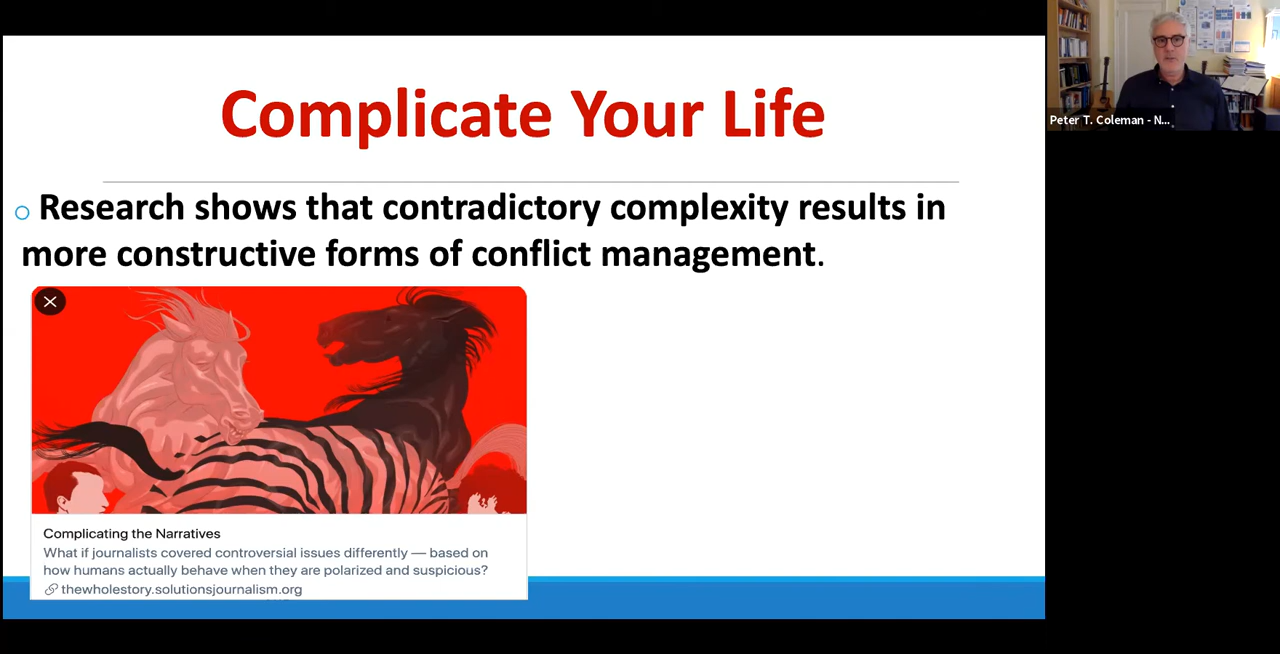 Complicate Your Life
Research shows that contradictory complexity results in
more constructive forms of conflict management.
Complicating the Narratives
What if journalists covered controversial issues differently — based on
how humans actually behave when they are polarized and suspicious?
thewholestory.solutionsjournalism.org
Peter T. Coleman - N...